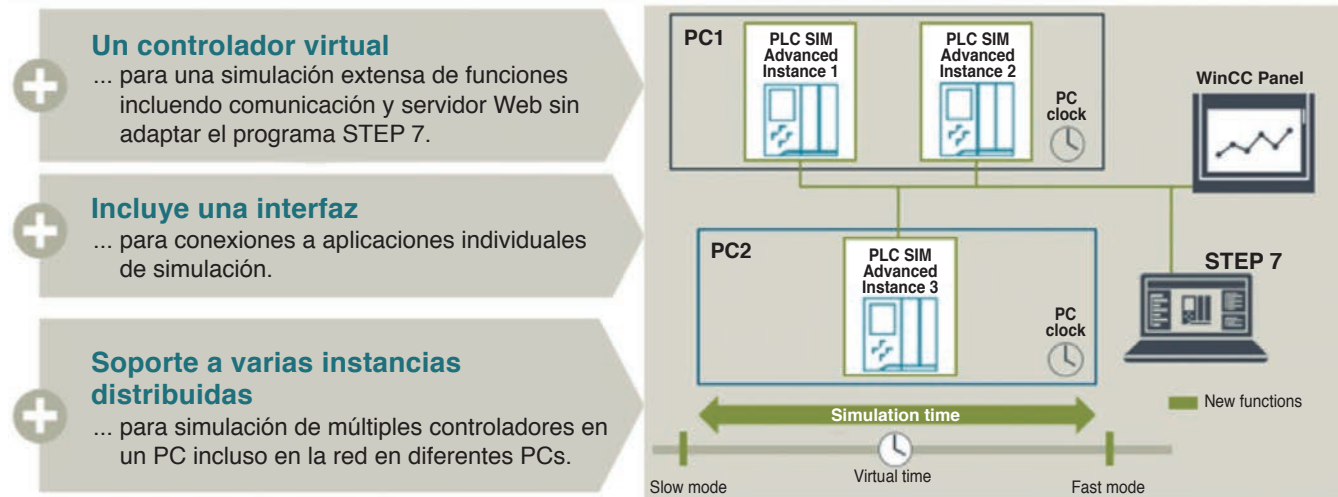 Un controlador virtual
... para una simulación extensa de funciones
incluendo comunicación y servidor Web sin
adaptar el programa STEP 7.
Incluye una interfaz
... para conexiones a aplicaciones individuales
de simulación.
Soporte a varias instancias
distribuidas
... para simulación de múltiples controladores en
un PC incluso en la red en diferentes PCs.
PC1
PLC SIM
Advanced
Instance 1
PLC SIM
Advanced
Instance 2
PC
clock
WinCC Panel
PC2
PLC SIM
Advanced
Instance 3
PC
clock
STEP 7
New functions
Simulation time
Virtual time
Slow mode
Fast mode